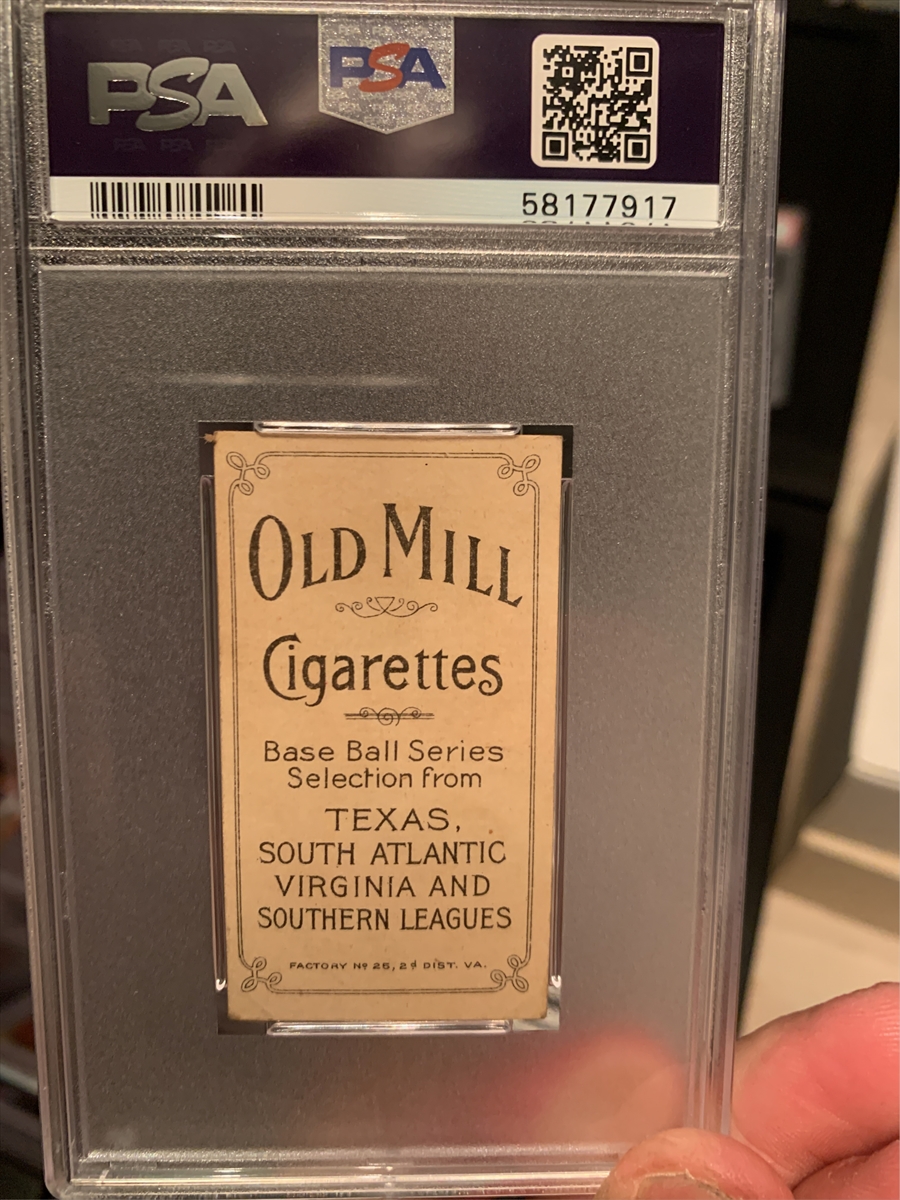 PSA
PSA
58177917
OLD MILL
Cigarettes
Base Ball Series
Selection from
TEXAS,
SOUTH ATLANTIC
VIRGINIA AND
SOUTHERN LEAGUES
FACTORY Nº 25, 2d DIST. VA.